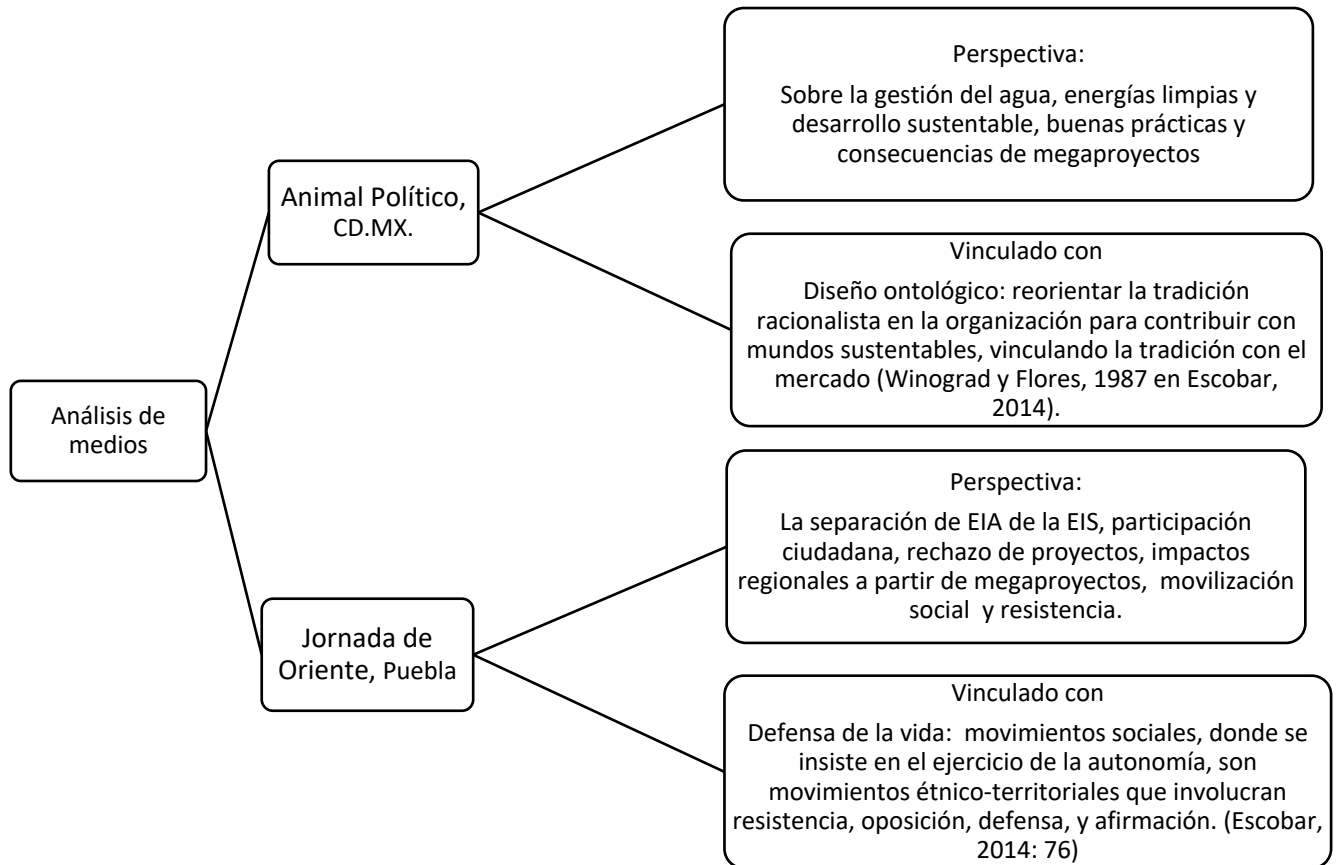 Análisis de
medios
Animal Político,
CD.MX.
Perspectiva:
Sobre la gestión del agua, energías limpias y
desarrollo sustentable, buenas prácticas y
consecuencias de megaproyectos
Vinculado con
Diseño ontológico: reorientar la tradición
racionalista en la organización para contribuir con
mundos sustentables, vinculando la tradición con el
mercado (Winograd y Flores, 1987 en Escobar,
2014).
Jornada de
Oriente, Puebla
Perspectiva:
La separación de EIA de la EIS, participación
ciudadana, rechazo de proyectos, impactos
regionales a partir de megaproyectos, movilización
social y resistencia.
Vinculado con
Defensa de la vida: movimientos sociales, donde se
insiste en el ejercicio de la autonomía, son
movimientos étnico-territoriales que involucran
resistencia, oposición, defensa, y afirmación. (Escobar,
2014: 76)